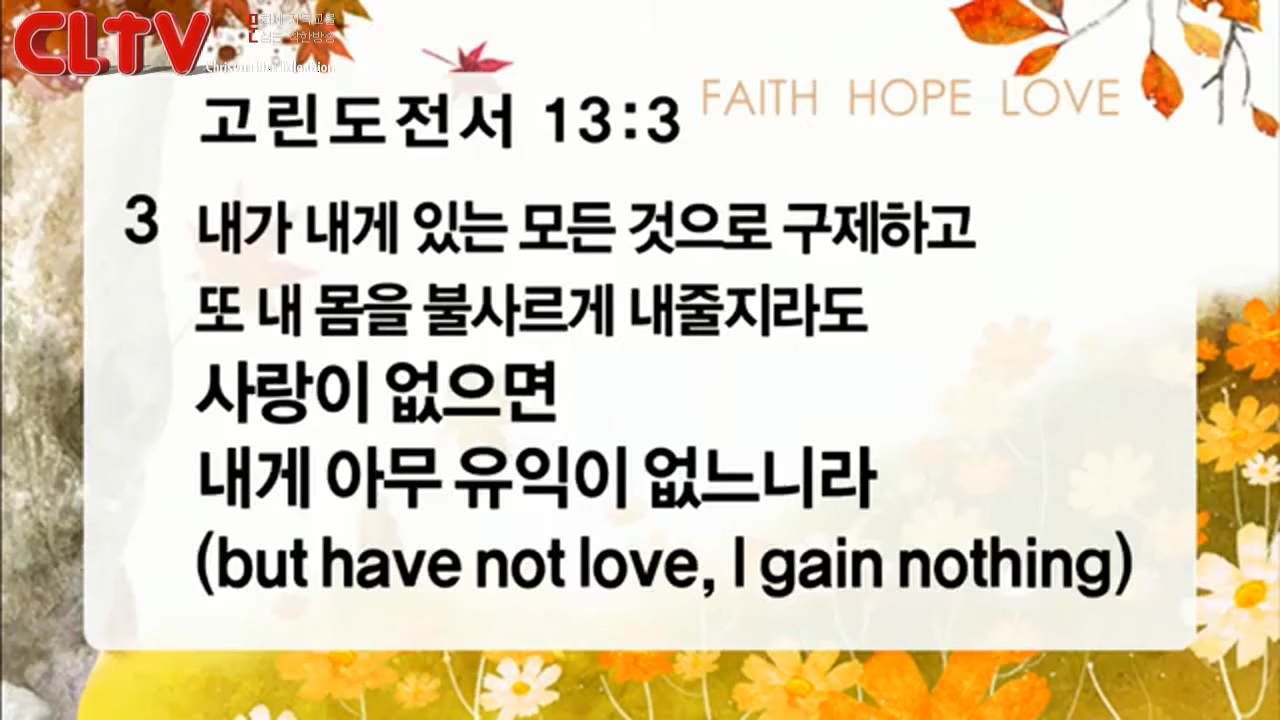 CLTV
FAITH HOPE LOVE
고린도전서 13:3
3 내가 내게 있는 모든 것으로 구제하고
또 내 몸을 불사르게 내줄지라도
사랑이 없으면
내게 아무 유익이 없느니라
(but have not love, I gain nothing)